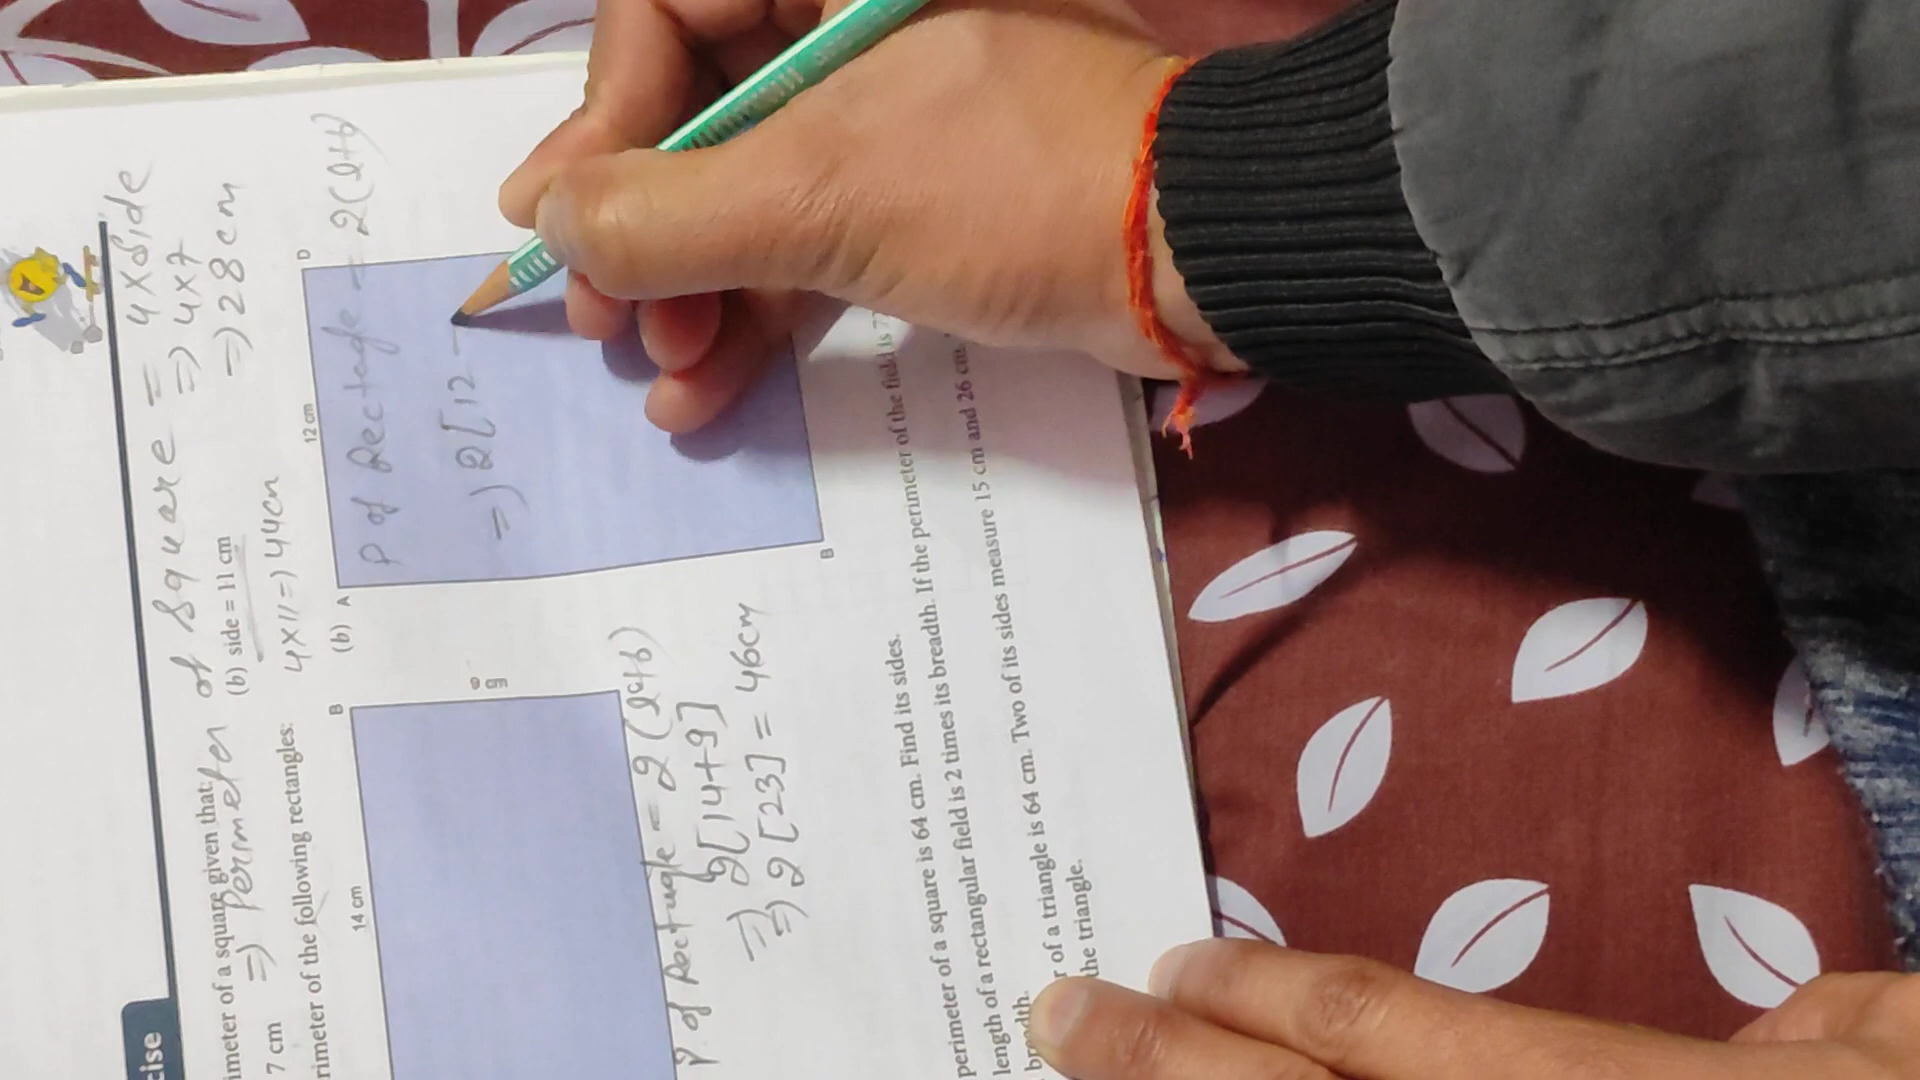 cise
imeter of a square given that:
=) Perimeter of Square = 4 x Side
=) 4x7
=) 28 cm
7 cm
(b) side = 11 cm
4 x 11 =) 44cm
rimeter of the following rectangles:
B
14 cm
9
cm
P. of Rectangle = 2 (l+b)
=) 2[14+9]
=) 2 [23] = 46cm
(b) A
12 cm
D
P of Rectangle = 2(l+b)
=) 2[12
B
perimeter of a square is 64 cm. Find its sides.
length of a rectangular field is 2 times its breadth. If the perimeter of the field is 7
breadth.
r of a triangle is 64 cm. Two of its sides measure 15 cm and 26 cm.
the triangle.